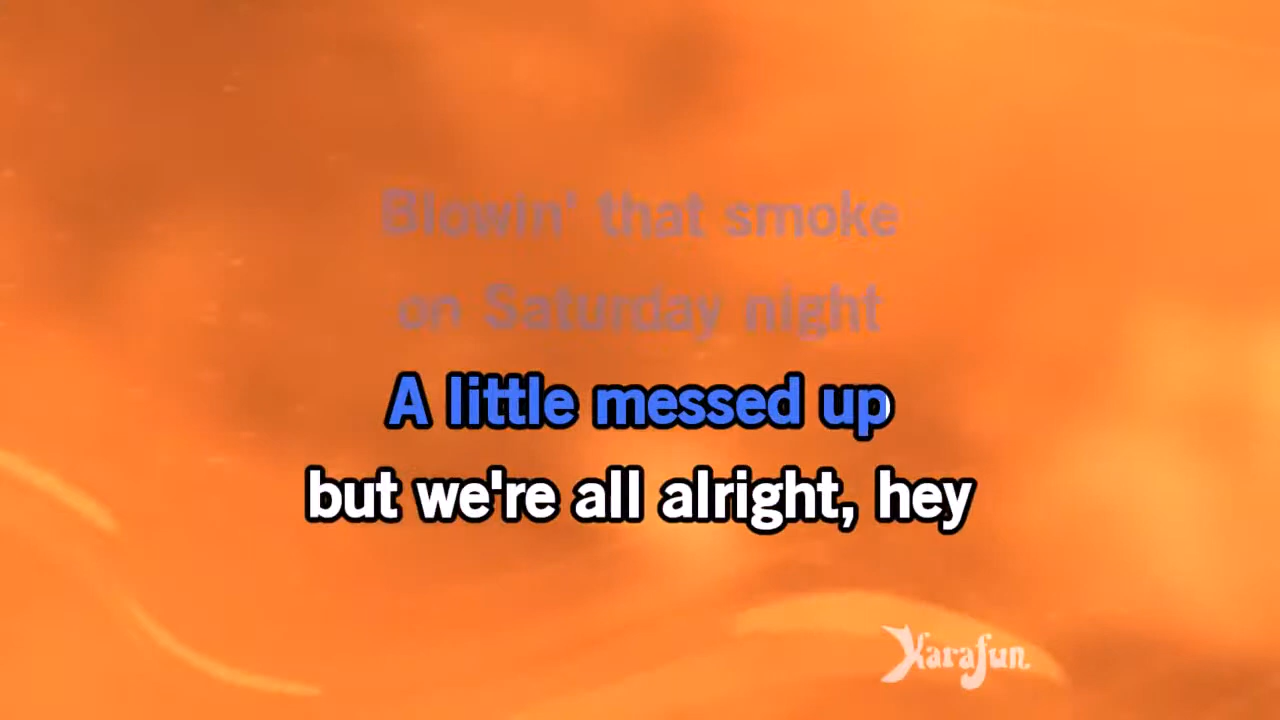 Blowin' that smoke
on Saturday night
A little messed up
but we're all alright, hey
Karafun